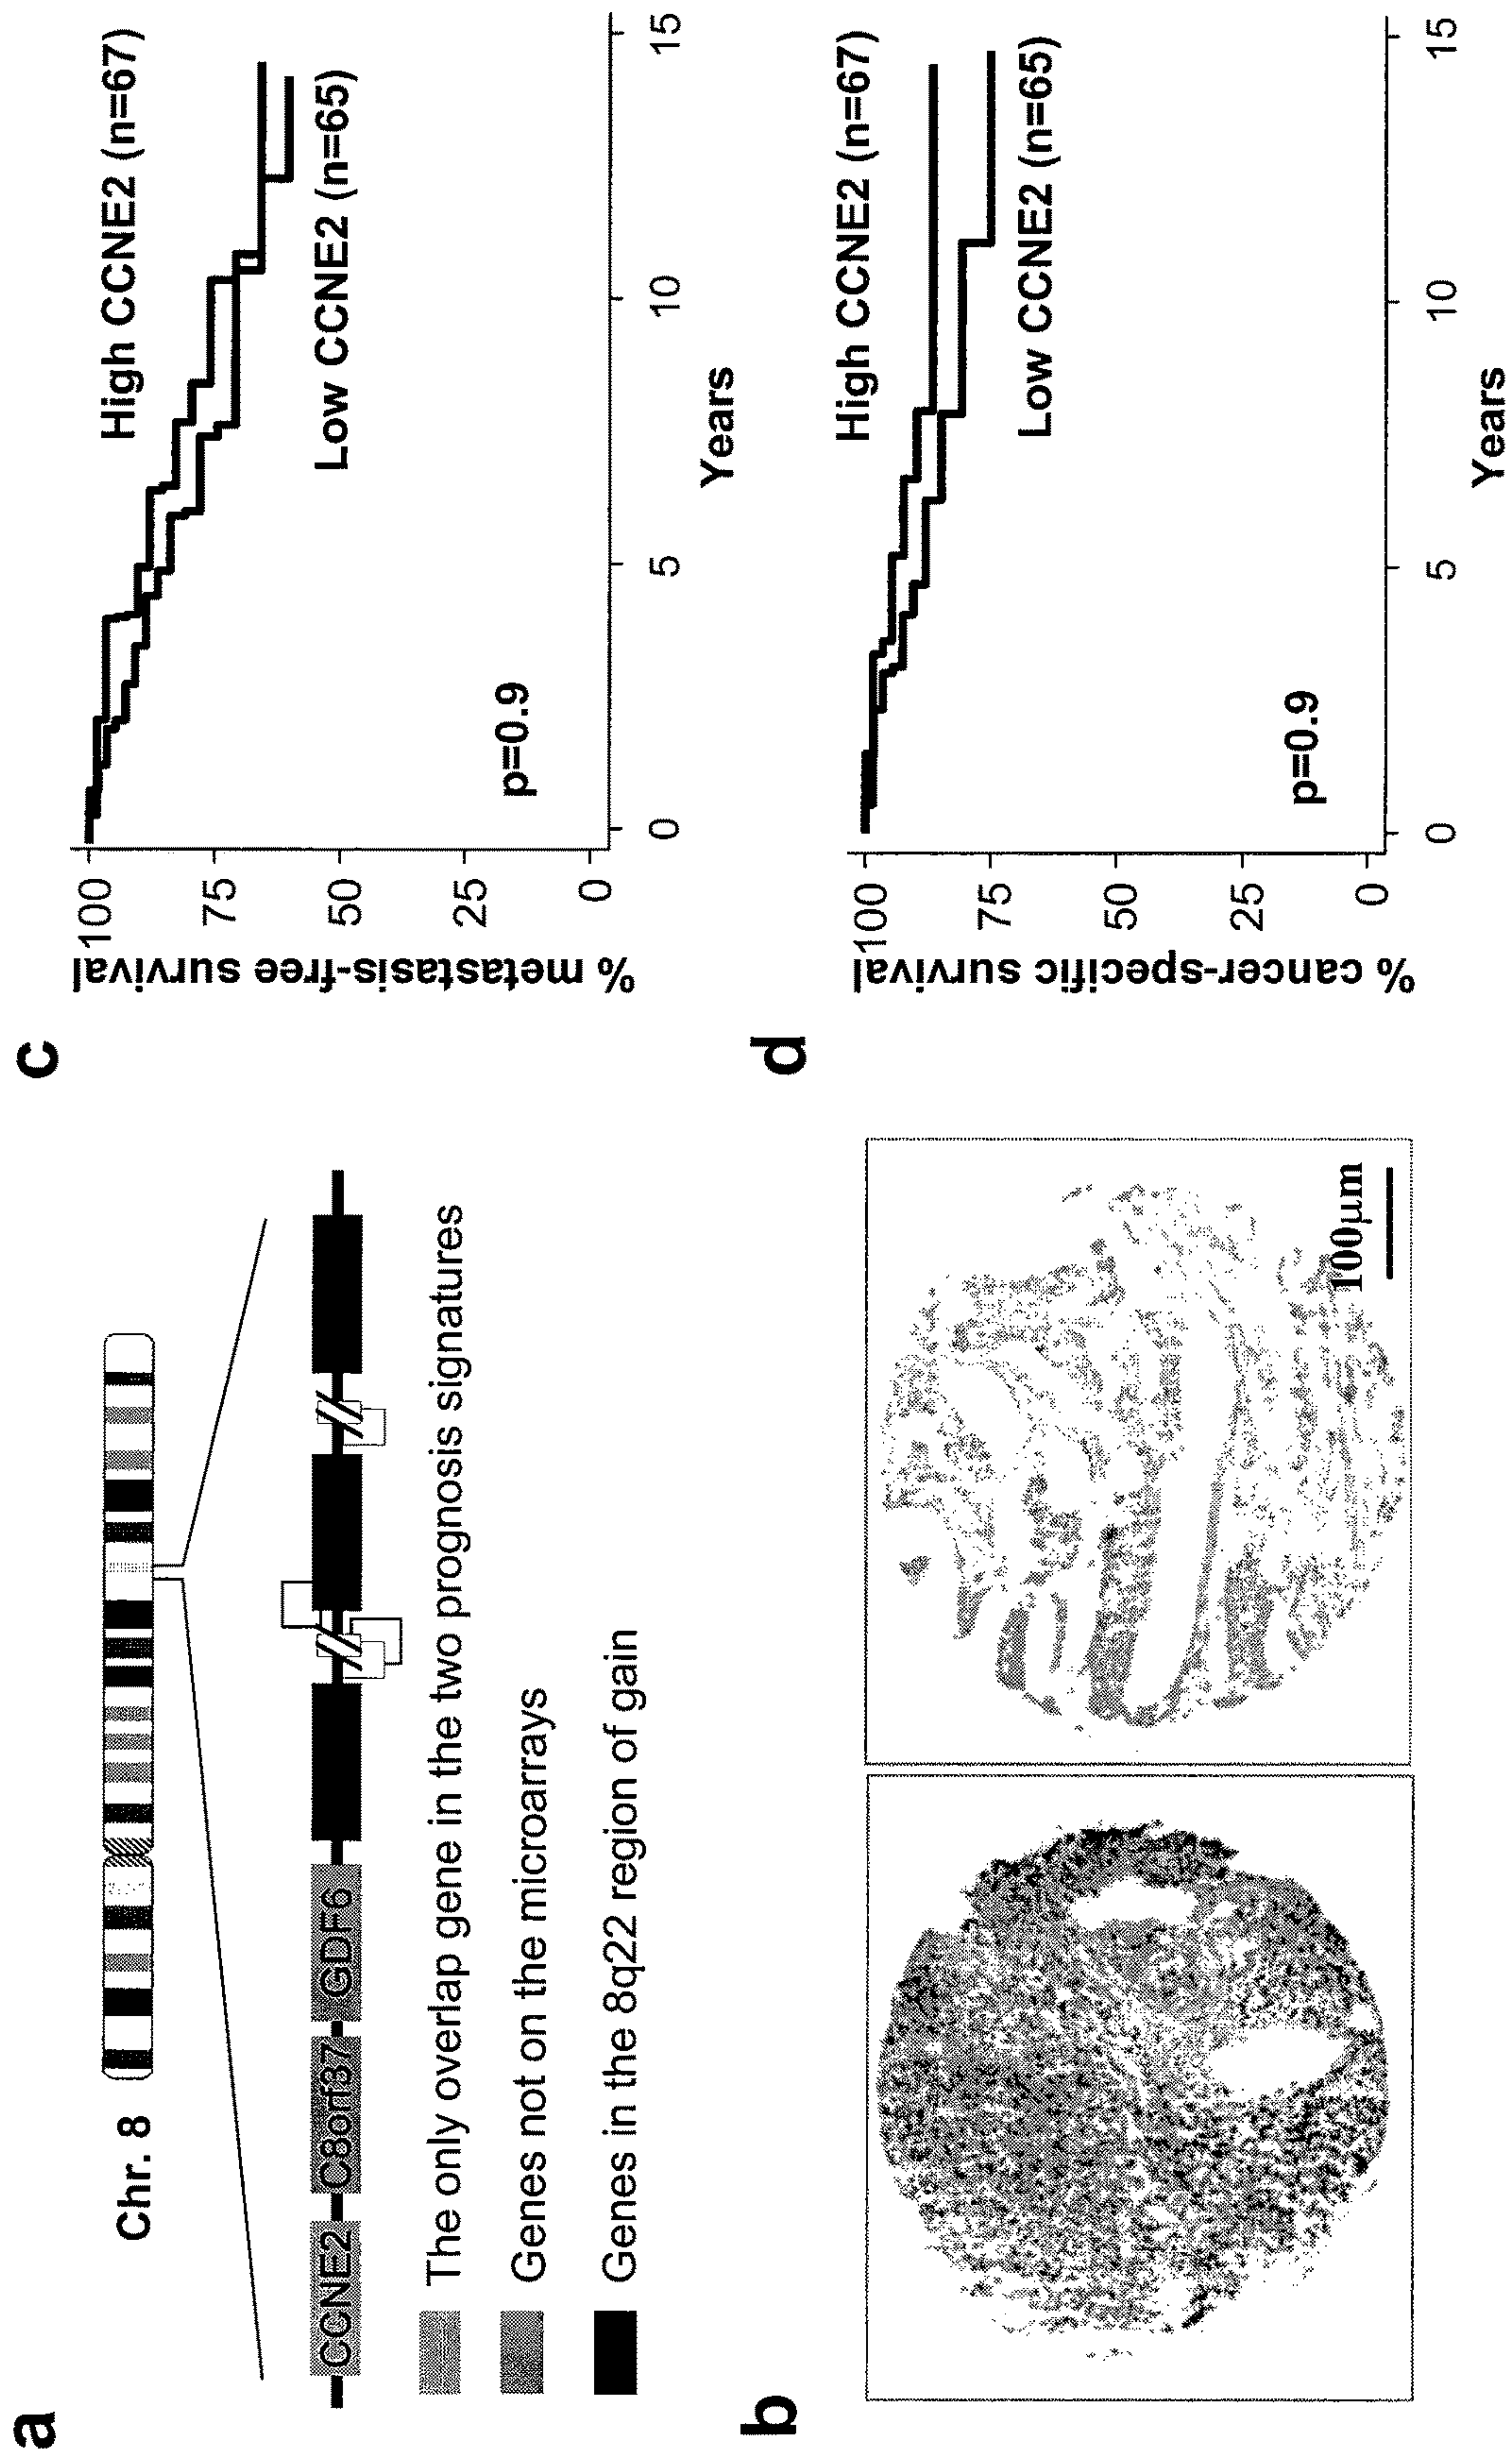 a
Chr. 8
CCNE2
C8orf37
GDF6
The only overlap gene in the two prognosis signatures
Genes not on the microarrays
Genes in the 8q22 region of gain
b
100μm
c
% metastasis-free survival
100
75
50
25
0
High CCNE2 (n=67)
Low CCNE2 (n=65)
p=0.9
0
5
10
15
Years
d
% cancer-specific survival
100
75
50
25
0
High CCNE2 (n=67)
Low CCNE2 (n=65)
p=0.9
0
5
10
15
Years